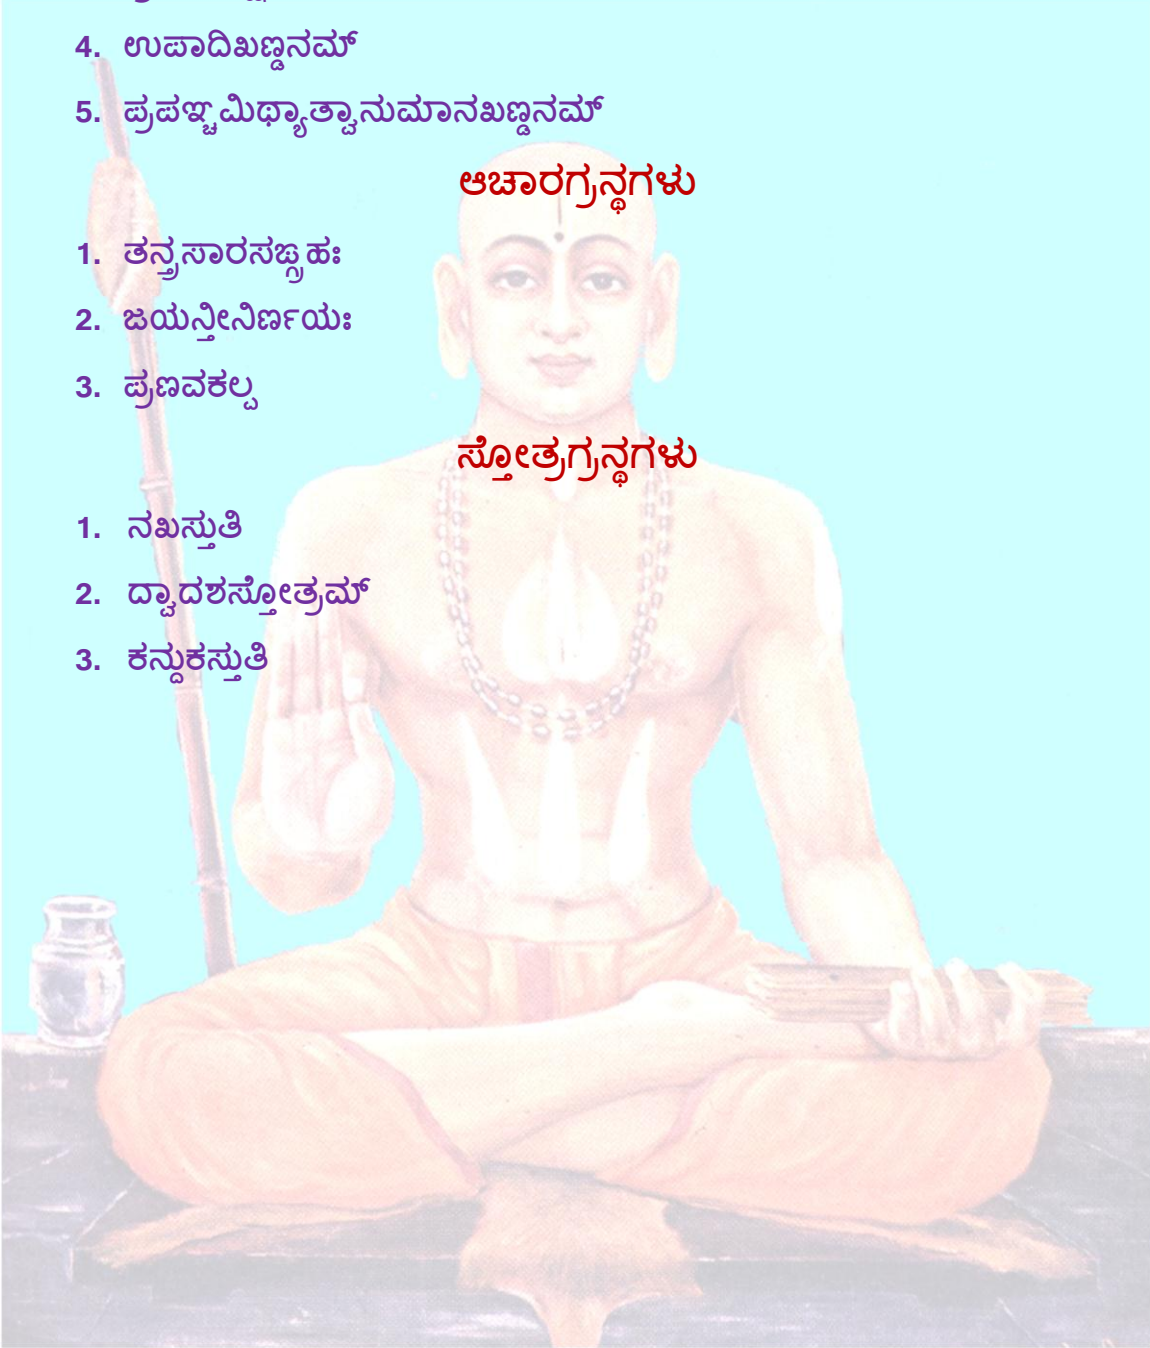 4. ಉಪಾದಿಖಣ್ಡನಮ್
5. ಪ್ರಪಞ್ಚಮಿಥ್ಯಾತ್ವಾನುಮಾನಖಣ್ಡನಮ್
ಆಚಾರಗ್ರನ್ಥಗಳು
1. ತನ್ತ್ರಸಾರಸಙ್ಗ್ರಹಃ
2. ಜಯನ್ತೀನಿರ್ಣಯಃ
3. ಪ್ರಣವಕಲ್ಪ
ಸ್ತೋತ್ರಗ್ರನ್ಥಗಳು
1. ನಖಸ್ತುತಿ
2. ದ್ವಾದಶಸ್ತೋತ್ರಮ್
3. ಕನ್ದುಕಸ್ತುತಿ